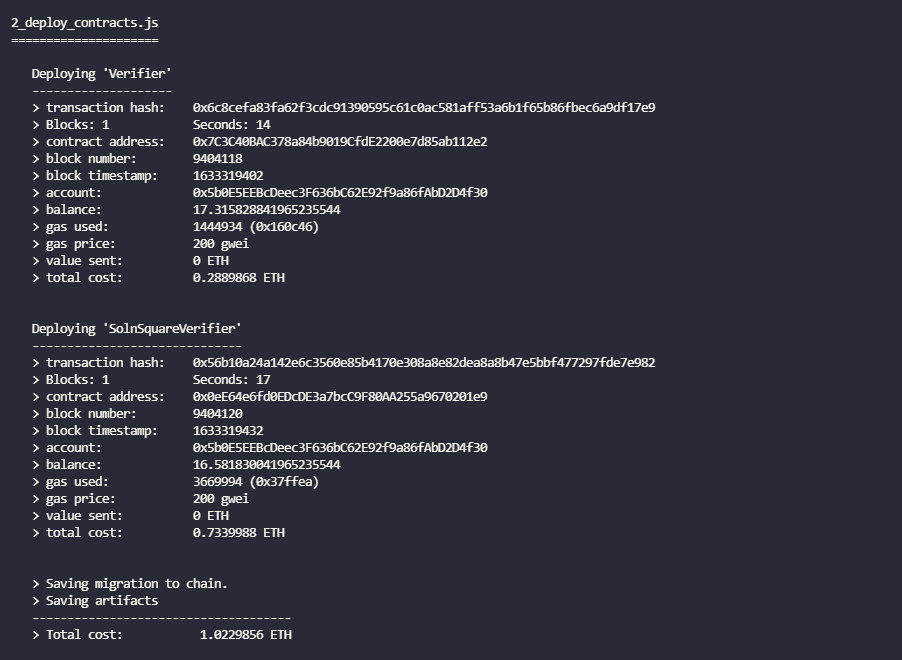 2_deploy_contracts.js
=====================
Deploying 'Verifier'
--------------------
> transaction hash:    0x6c8cefa83fa62f3cdc91390595c61c0ac581aff53a6b1f65b86fbec6a9df17e9
> Blocks: 1            Seconds: 14
> contract address:    0x7C3C40BAC378a84b9019CfdE2200e7d85ab112e2
> block number:        9404118
> block timestamp:     1633319402
> account:             0x5b0E5EEBcDeec3F636bC62E92f9a86fAbD2D4f30
> balance:             17.315828841965235544
> gas used:            1444934 (0x160c46)
> gas price:           200 gwei
> value sent:          0 ETH
> total cost:          0.2889868 ETH
Deploying 'SolnSquareVerifier'
------------------------------
> transaction hash:    0x56b10a24a142e6c3560e85b4170e308a8e82dea8a8b47e5bbf477297fde7e982
> Blocks: 1            Seconds: 17
> contract address:    0x0eE64e6fd0EDcDE3a7bcC9F80AA255a9670201e9
> block number:        9404120
> block timestamp:     1633319432
> account:             0x5b0E5EEBcDeec3F636bC62E92f9a86fAbD2D4f30
> balance:             16.581830041965235544
> gas used:            3669994 (0x37ffea)
> gas price:           200 gwei
> value sent:          0 ETH
> total cost:          0.7339988 ETH
> Saving migration to chain.
> Saving artifacts
-------------------------------------
> Total cost:           1.0229856 ETH